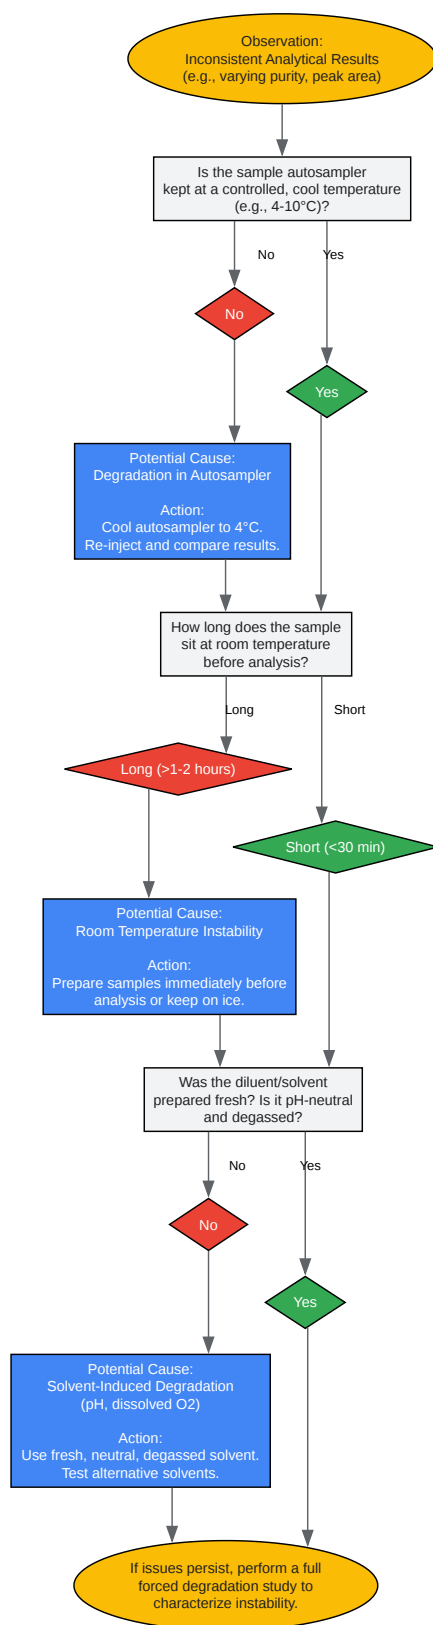 Observation:
Inconsistent Analytical Results
(e.g., varying purity, peak area)
Is the sample autosampler
kept at a controlled, cool temperature
(e.g., 4-10°C)?
No
Yes
No
Yes
Potential Cause:
Degradation in Autosampler
Action:
Cool autosampler to 4°C.
Re-inject and compare results.
How long does the sample
sit at room temperature
before analysis?
Long
Short
Long (>1-2 hours)
Short (<30 min)
Potential Cause:
Room Temperature Instability
Action:
Prepare samples immediately before
analysis or keep on ice.
Was the diluent/solvent
prepared fresh? Is it pH-neutral
and degassed?
No
Yes
No
Yes
Potential Cause:
Solvent-Induced Degradation
(pH, dissolved O2)
Action:
Use fresh, neutral, degassed solvent.
Test alternative solvents.
If issues persist, perform a full
forced degradation study to
characterize instability.